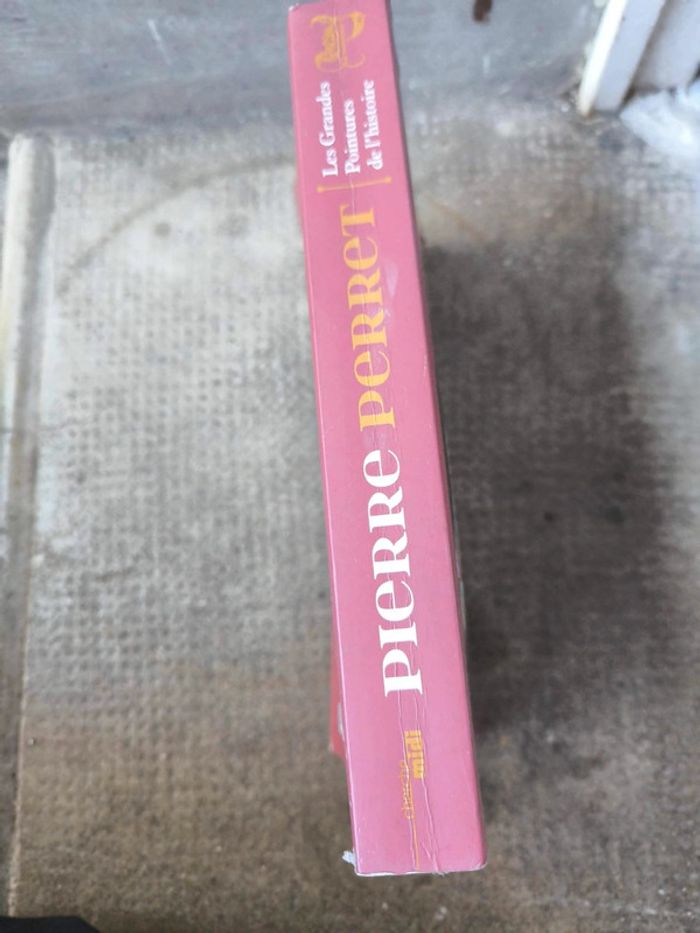 PIERRE PERRET
Les Grandes
Pointures
de l'histoire
cherche
midi